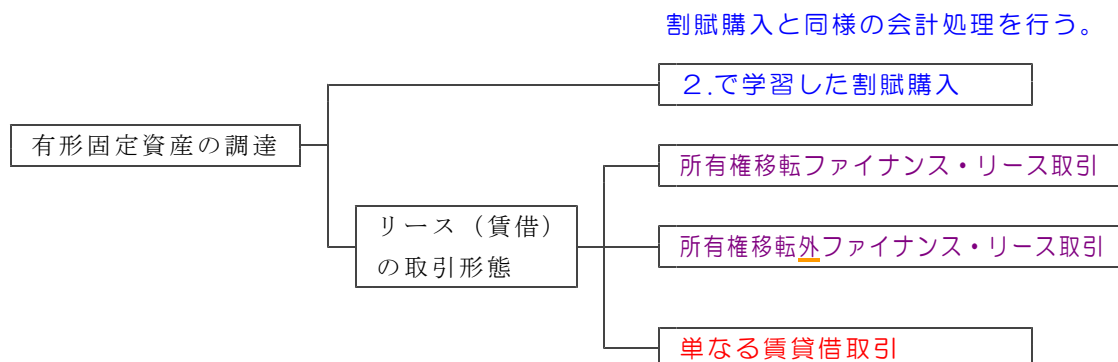 割賦購入と同様の会計処理を行う。
２.で学習した割賦購入
有形固定資産の調達
所有権移転ファイナンス・リース取引
リース（賃借）
の取引形態
所有権移転外ファイナンス・リース取引
単なる賃貸借取引